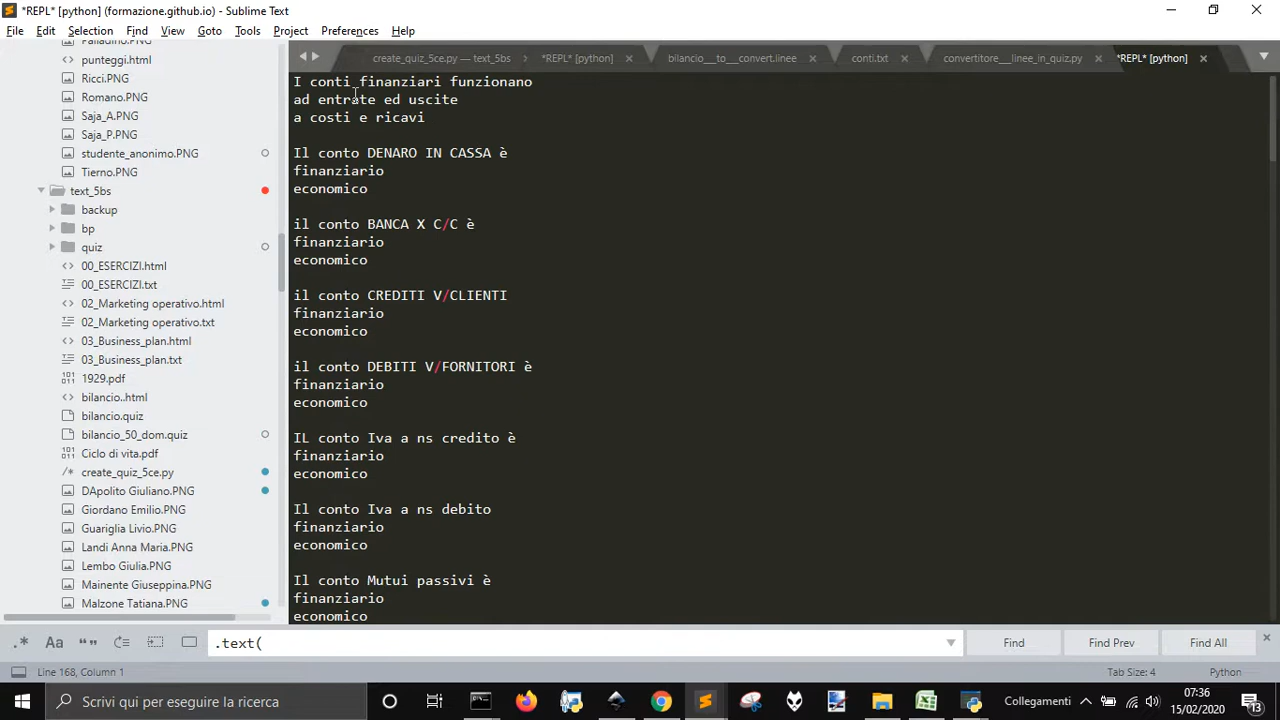 *REPL* [python] (formazione.github.io) - Sublime Text
File Edit Selection Find View Goto Tools Project Preferences Help
create_quiz_5ce.py — text_5bs
*REPL* [python]
bilancio__to__convert.linee
conti.txt
convertitore__linee_in_quiz.py
*REPL* [python]
Palladino.PNG
punteggi.html
Ricci.PNG
Romano.PNG
Saja_A.PNG
Saja_P.PNG
studente_anonimo.PNG
Tierno.PNG
text_5bs
backup
bp
quiz
00_ESERCIZI.html
00_ESERCIZI.txt
02_Marketing operativo.html
02_Marketing operativo.txt
03_Business_plan.html
03_Business_plan.txt
1929.pdf
bilancio..html
bilancio.quiz
bilancio_50_dom.quiz
Ciclo di vita.pdf
create_quiz_5ce.py
DApolito Giuliano.PNG
Giordano Emilio.PNG
Guariglia Livio.PNG
Landi Anna Maria.PNG
Lembo Giulia.PNG
Mainente Giuseppina.PNG
Malzone Tatiana.PNG
I conti finanziari funzionano
ad entrate ed uscite
a costi e ricavi
Il conto DENARO IN CASSA è
finanziario
economico
il conto BANCA X C/C è
finanziario
economico
il conto CREDITI V/CLIENTI
finanziario
economico
il conto DEBITI V/FORNITORI è
finanziario
economico
IL conto Iva a ns credito è
finanziario
economico
Il conto Iva a ns debito
finanziario
economico
Il conto Mutui passivi è
finanziario
economico
.* Aa “” .text( Find Find Prev Find All
Line 168, Column 1 Tab Size: 4 Python
Scrivi qui per eseguire la ricerca
Collegamenti
07:36
15/02/2020
13